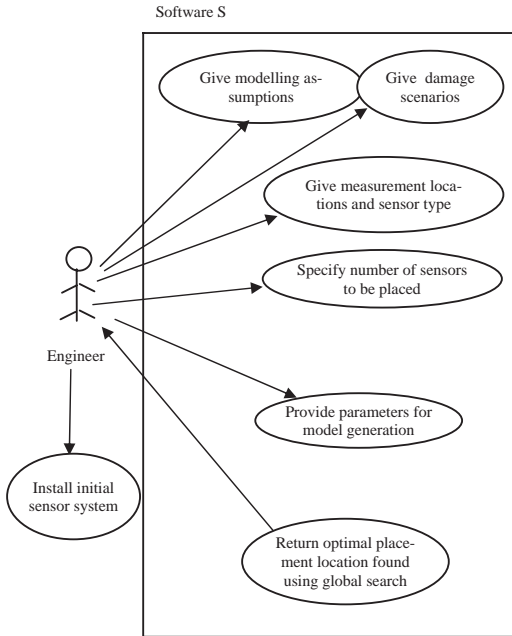 Software S
Give modelling as-
sumptions
Give damage
scenarios
Give measurement loca-
tions and sensor type
Specify number of sensors
to be placed
Engineer
Provide parameters for
model generation
Install initial
sensor system
Return optimal place-
ment location found
using global search